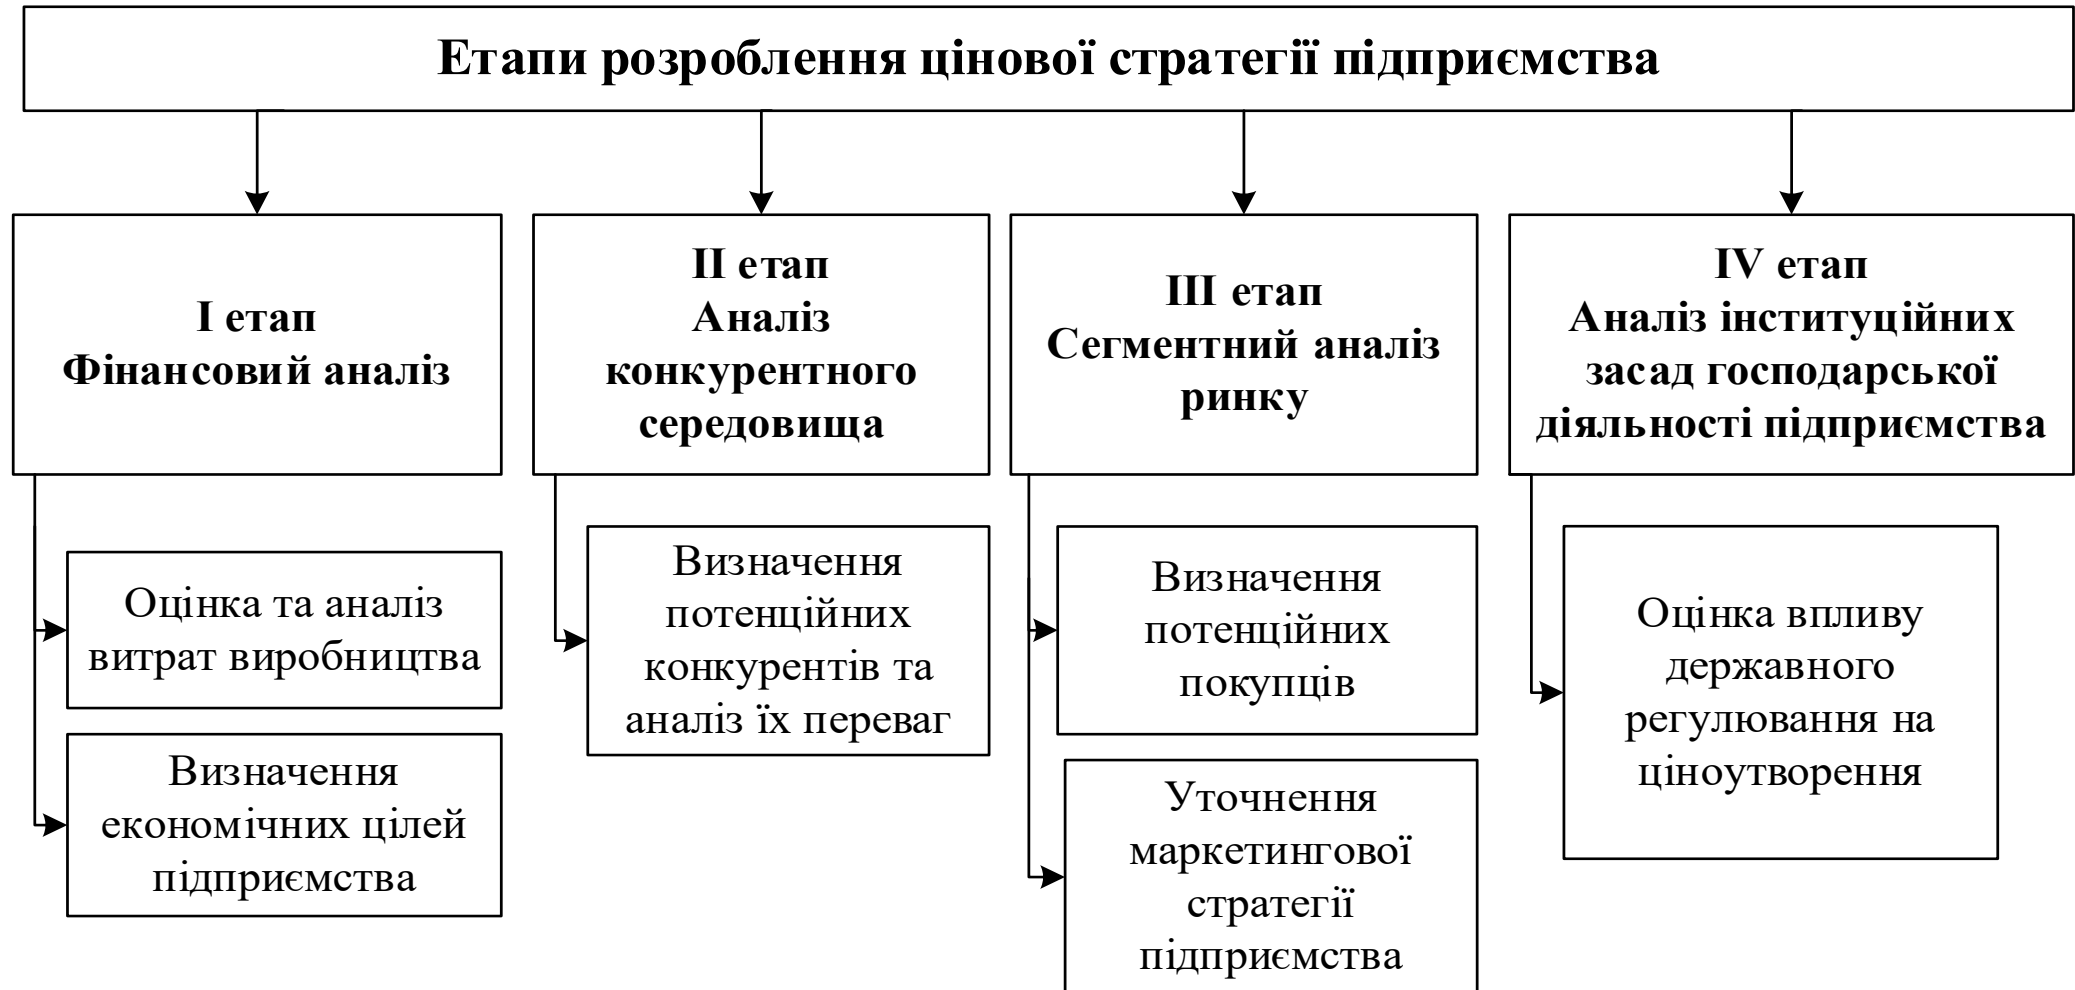 Етапи розроблення цінової стратегії підприємства
I етап
Фінансовий аналіз
II етап
Аналіз
конкурентного
середовища
III етап
Сегментний аналіз
ринку
IV етап
Аналіз інституційних
засад господарської
діяльності підприємства
Оцінка та аналіз
витрат виробництва
Визначення
економічних цілей
підприємства
Визначення
потенційних
конкурентів та
аналіз їх переваг
Визначення
потенційних
покупців
Уточнення
маркетингової
стратегії
підприємства
Оцінка впливу
державного
регулювання на
ціноутворення